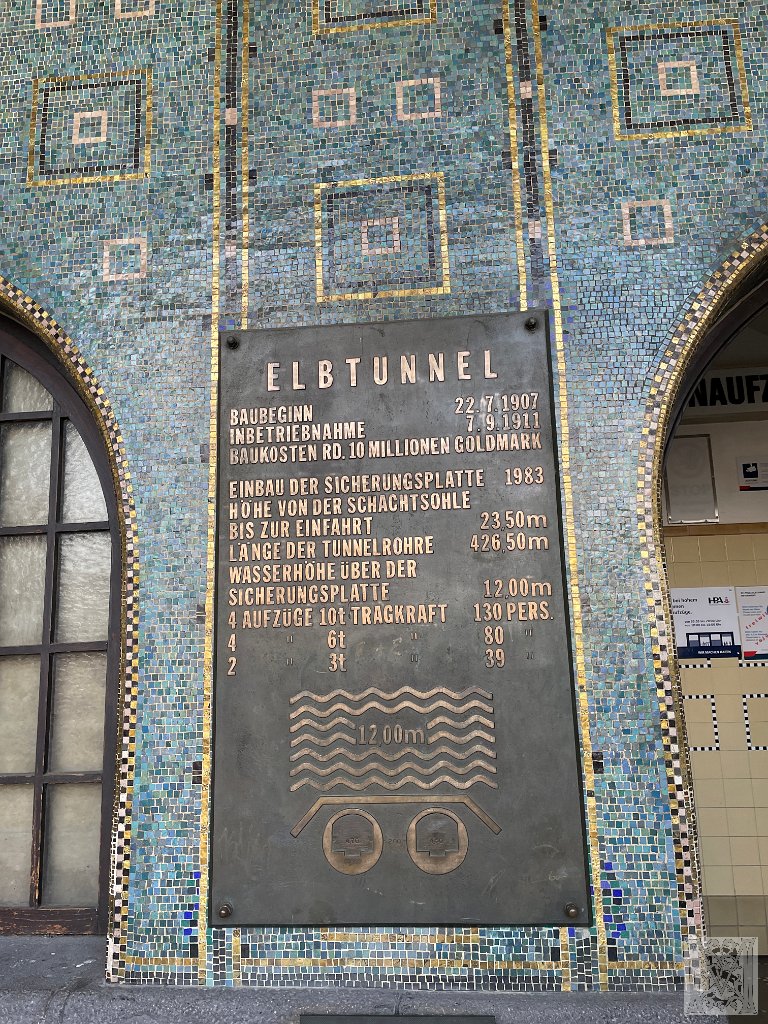 ELBTUNNEL
BAUBEGINN 22.7.1907
INBETRIEBNAHME 7.9.1911
BAUKOSTEN RD. 10 MILLIONEN GOLDMARK
EINBAU DER SICHERUNGSPLATTE 1983
HÖHE VON DER SCHACHTSOHLE
BIS ZUR EINFAHRT 23,50m
LÄNGE DER TUNNELROHRE 426,50m
WASSERHÖHE ÜBER DER
SICHERUNGSPLATTE 12,00m
4 AUFZÜGE 10t TRAGKRAFT 130 PERS.
4 " 6t " 80 "
2 " 3t " 39 "
12,00m
NAUFZ
HPA